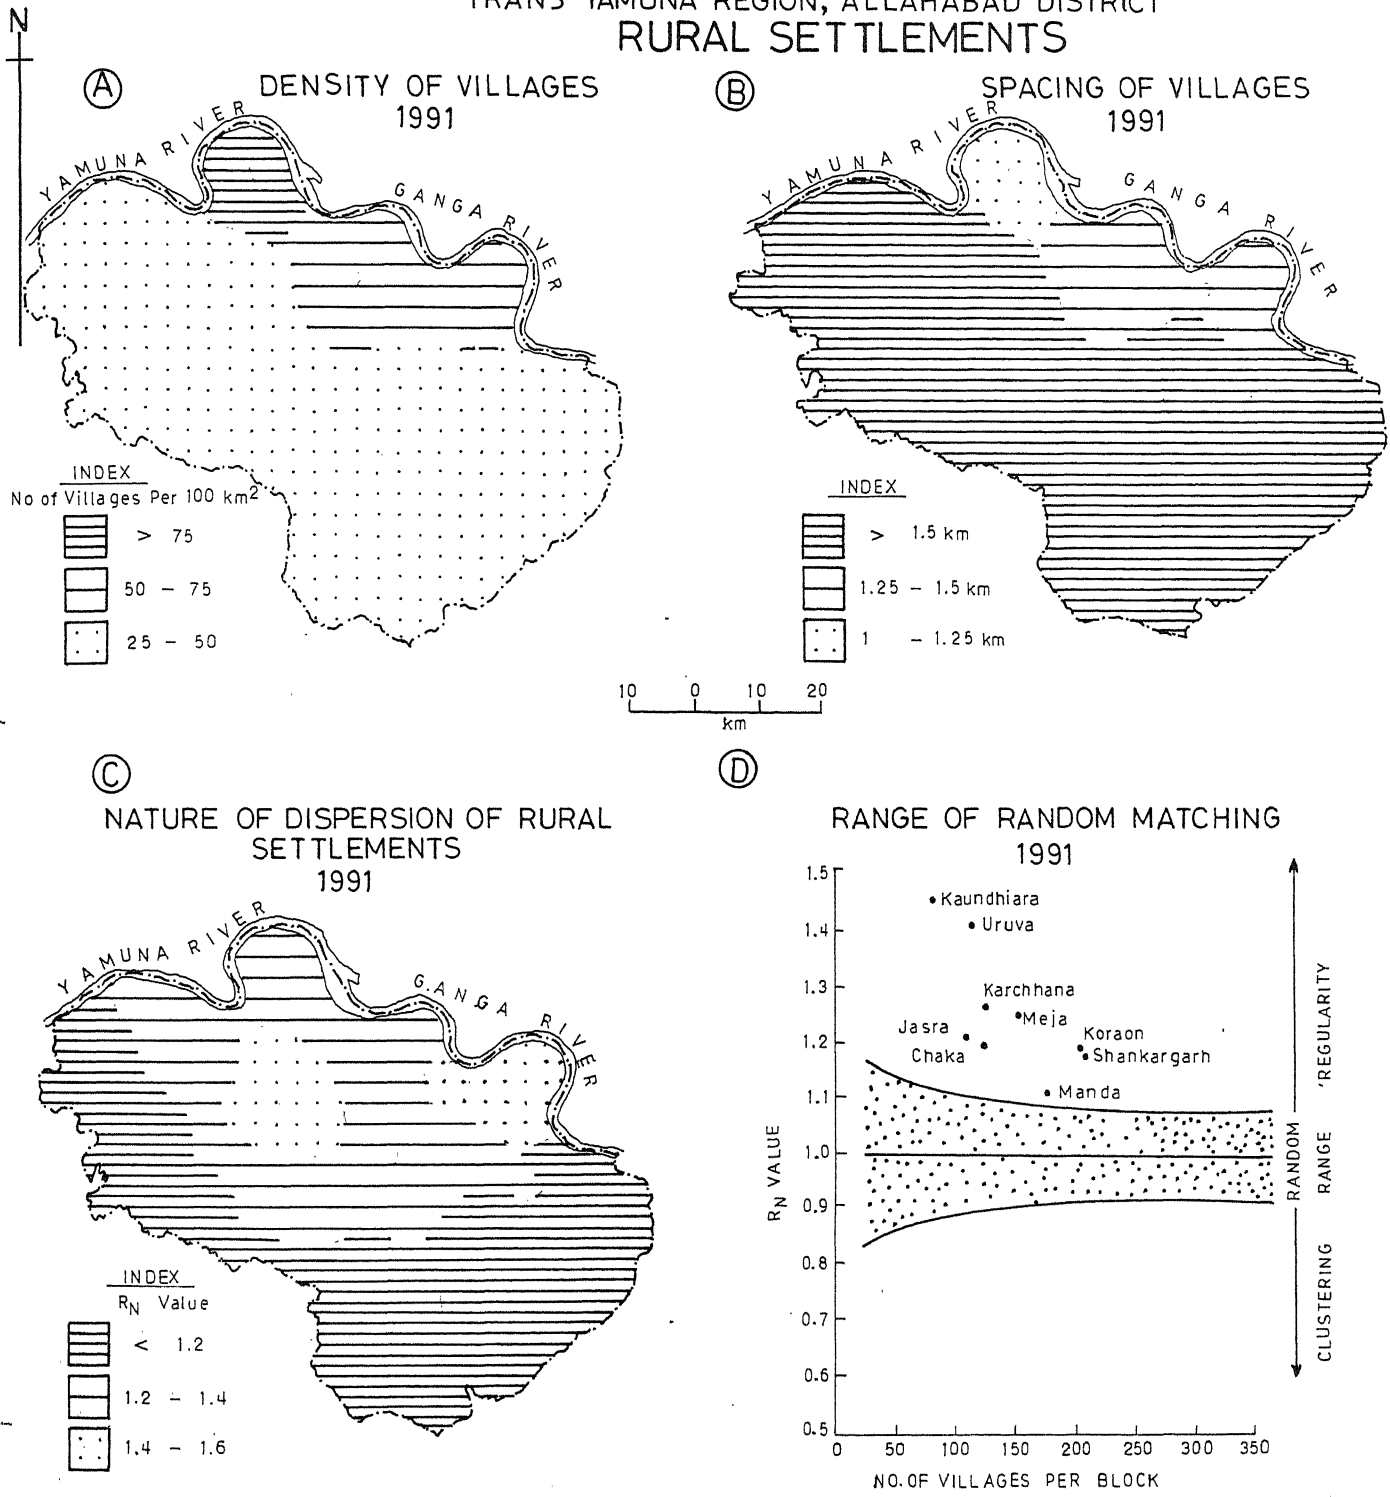 TRANS YAMUNA REGION, ALLAHABAD DISTRICT
RURAL SETTLEMENTS
N
A
DENSITY OF VILLAGES
1991
YAMUNA RIVER
GANGA RIVER
INDEX
No of Villages Per 100 km²
> 75
50 – 75
25 – 50
B
SPACING OF VILLAGES
1991
YAMUNA RIVER
GANGA RIVER
INDEX
> 1.5 km
1.25 – 1.5 km
1 – 1.25 km
10 0 10 20
km
C
NATURE OF DISPERSION OF RURAL
SETTLEMENTS
1991
YAMUNA RIVER
GANGA RIVER
INDEX
RN Value
< 1.2
1.2 – 1.4
1.4 – 1.6
D
RANGE OF RANDOM MATCHING
1991
1.5
1.4
1.3
1.2
1.1
1.0
0.9
0.8
0.7
0.6
0.5
RN VALUE
Kaundhiara
Uruva
Karchhana
Meja
Jasra
Koraon
Chaka
Shankargarh
Manda
'REGULARITY
RANDOM
RANGE
CLUSTERING
0 50 100 150 200 250 300 350
NO. OF VILLAGES PER BLOCK